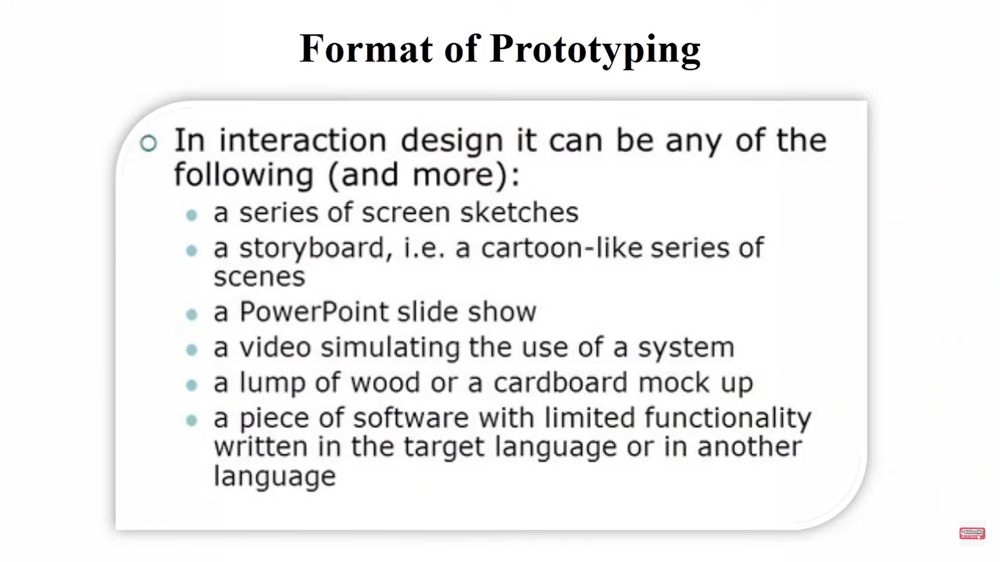 Format of Prototyping
In interaction design it can be any of the
following (and more):
a series of screen sketches
a storyboard, i.e. a cartoon-like series of
scenes
a PowerPoint slide show
a video simulating the use of a system
a lump of wood or a cardboard mock up
a piece of software with limited functionality
written in the target language or in another
language
@Subscribe
like & share